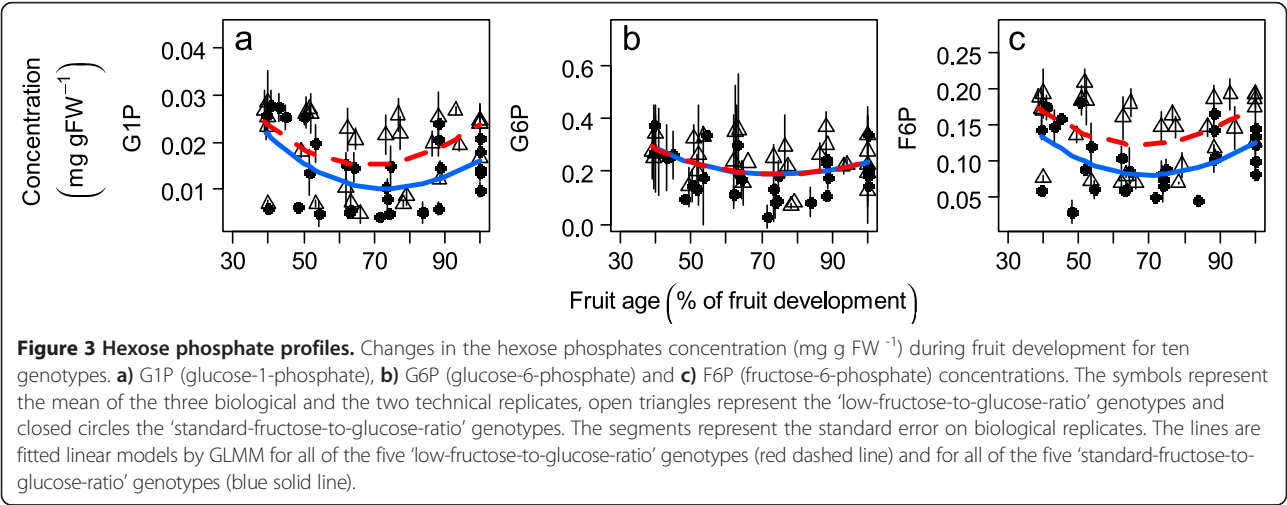 a
b
c
Concentration
(mg gFW−1)
G1P
0.04
0.03
0.02
0.01
30 50 70 90
G6P
0.6
0.4
0.2
0.0
30 50 70 90
F6P
0.25
0.20
0.15
0.10
0.05
30 50 70 90
Fruit age (% of fruit development)
Figure 3 Hexose phosphate profiles. Changes in the hexose phosphates concentration (mg g FW -1) during fruit development for ten
genotypes. a) G1P (glucose-1-phosphate), b) G6P (glucose-6-phosphate) and c) F6P (fructose-6-phosphate) concentrations. The symbols represent
the mean of the three biological and the two technical replicates, open triangles represent the ‘low-fructose-to-glucose-ratio’ genotypes and
closed circles the ‘standard-fructose-to-glucose-ratio’ genotypes. The segments represent the standard error on biological replicates. The lines are
fitted linear models by GLMM for all of the five ‘low-fructose-to-glucose-ratio’ genotypes (red dashed line) and for all of the five ‘standard-fructose-to-
glucose-ratio’ genotypes (blue solid line).